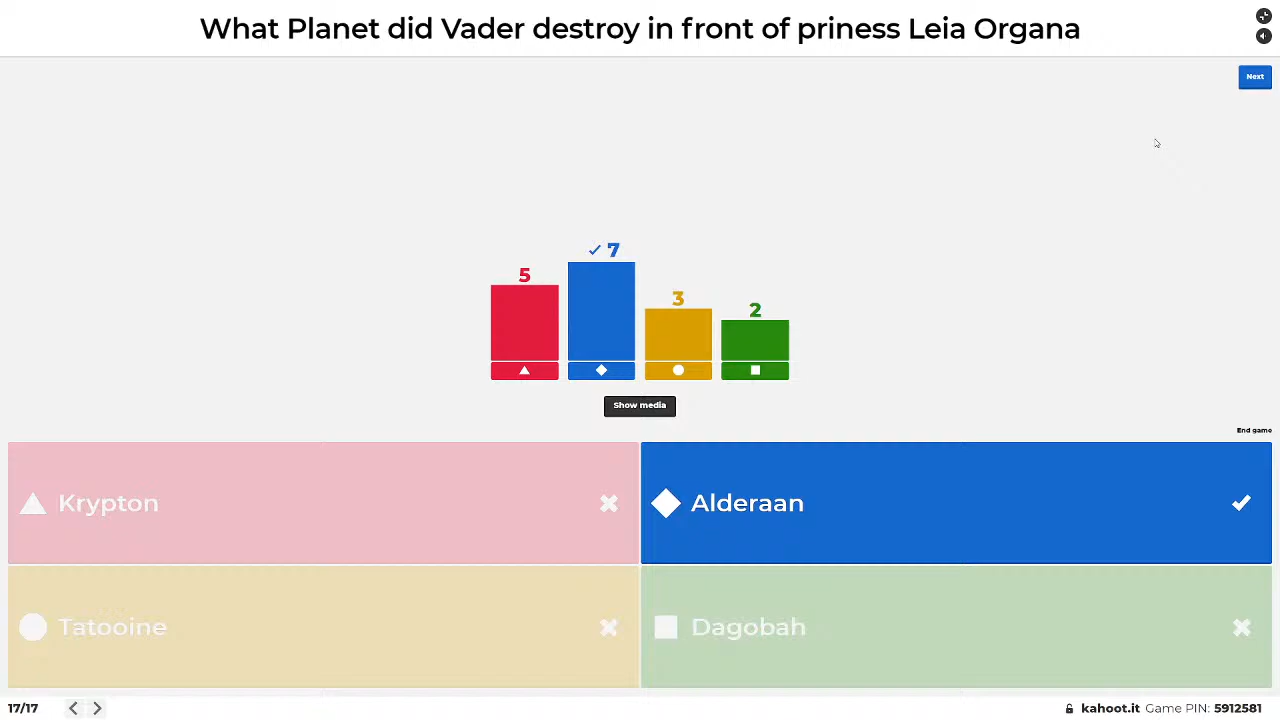 What Planet did Vader destroy in front of priness Leia Organa
Next
5
7
3
2
Show media
End game
Krypton
Alderaan
Tatooine
Dagobah
17/17
kahoot.it Game PIN: 5912581